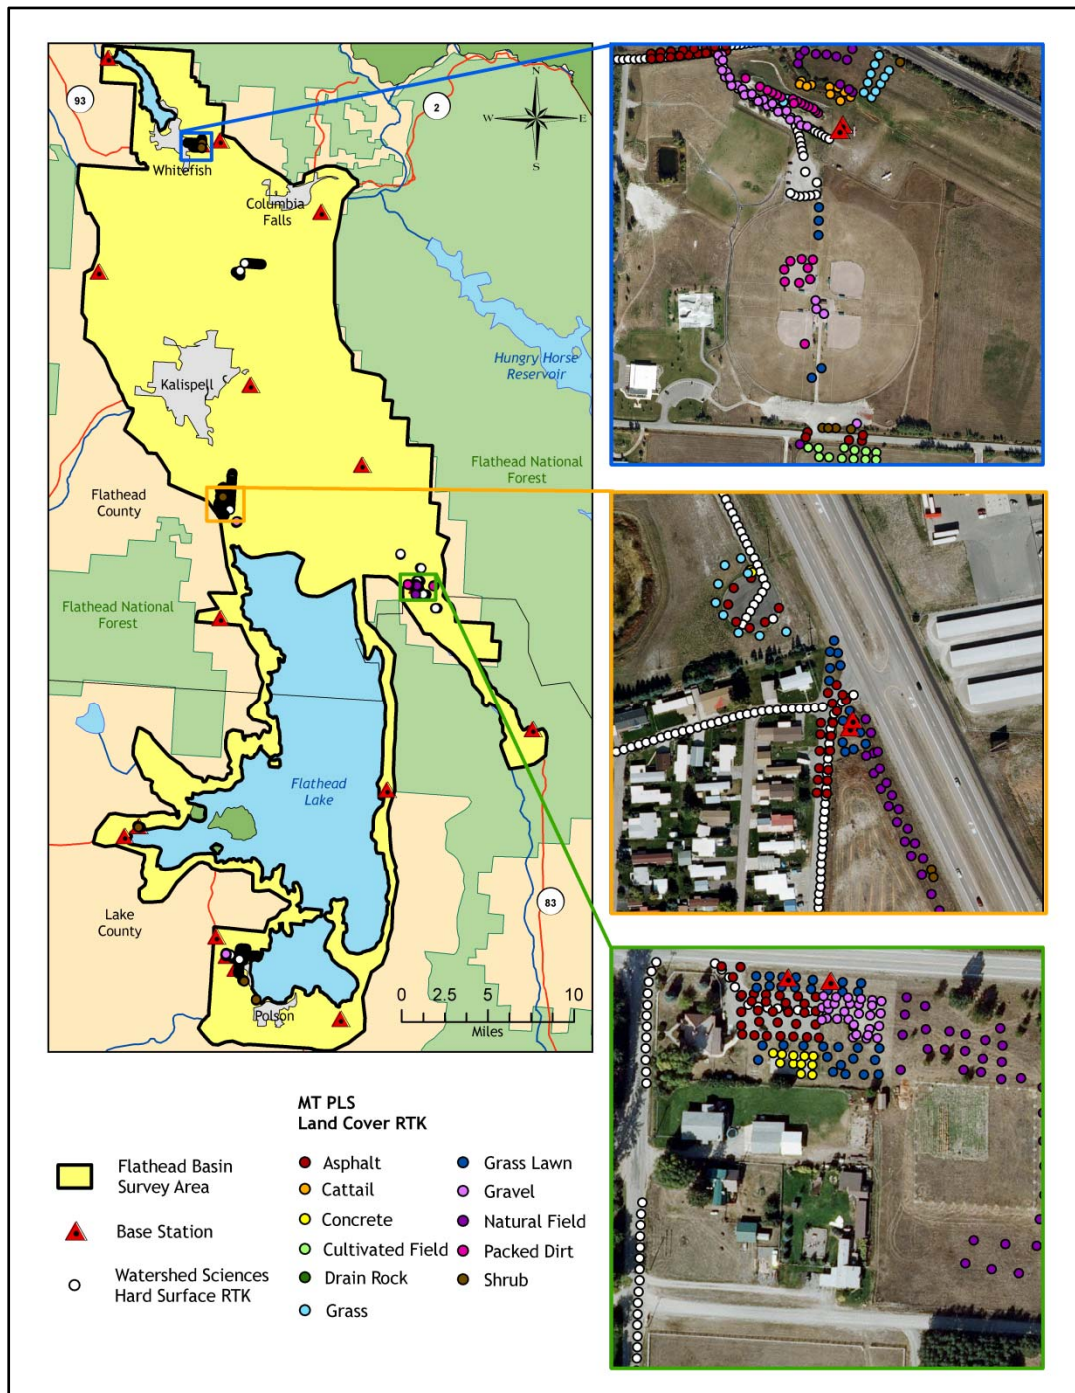 93
2
N
W E
S
Whitefish
Columbia
Falls
Hungry Horse
Reservoir
Kalispell
Flathead National
Forest
Flathead
County
Flathead National
Forest
Flathead
Lake
83
Lake
County
Polson
0 2.5 5 10
Miles
MT PLS
Land Cover RTK
Flathead Basin
Survey Area
Base Station
Watershed Sciences
Hard Surface RTK
Asphalt
Cattail
Concrete
Cultivated Field
Drain Rock
Grass
Grass Lawn
Gravel
Natural Field
Packed Dirt
Shrub